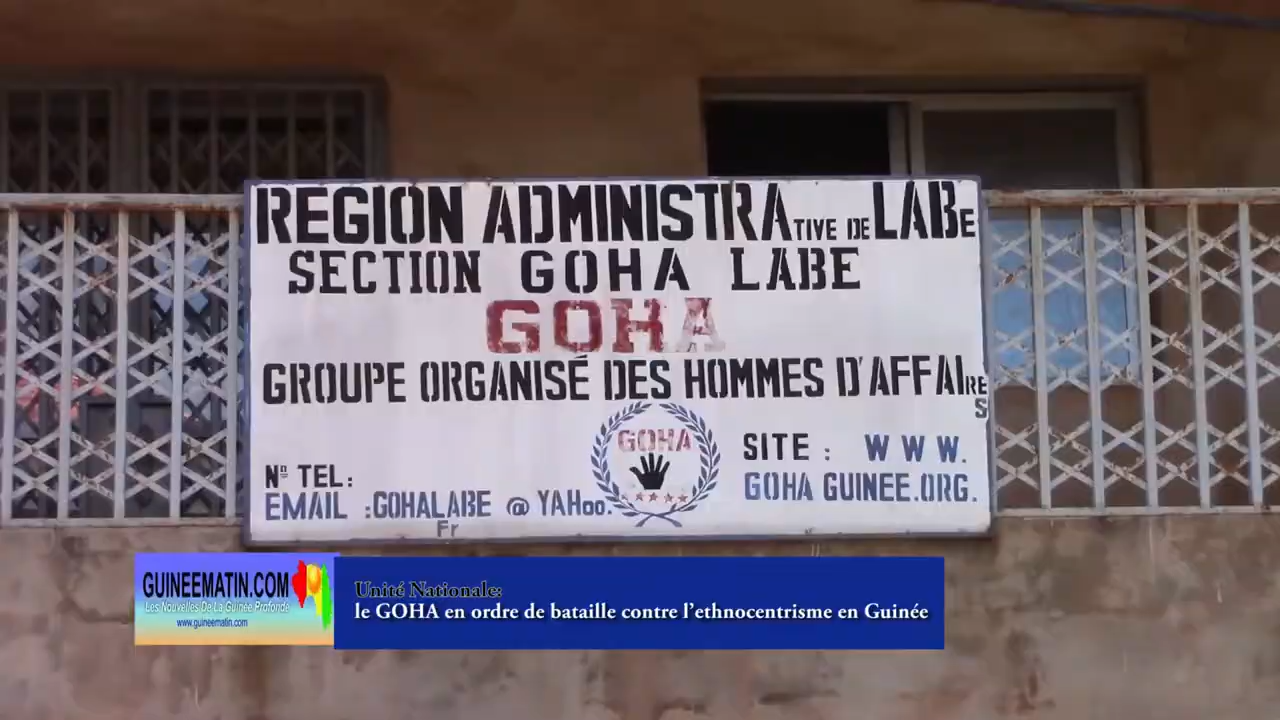 REGION ADMINISTRATIVE DE LABE
SECTION GOHA LABE
GOHA
GROUPE ORGANISÉ DES HOMMES D'AFFAIRES
GOHA
Nº TEL:
EMAIL :GOHALABE @ YAHoo.
Fr
SITE : WWW.
GOHA GUINEE.ORG.
GUINEEMATIN.COM
Les Nouvelles De La Guinée Profonde
www.guineematin.com
Unité Nationale:
le GOHA en ordre de bataille contre l'ethnocentrisme en Guinée